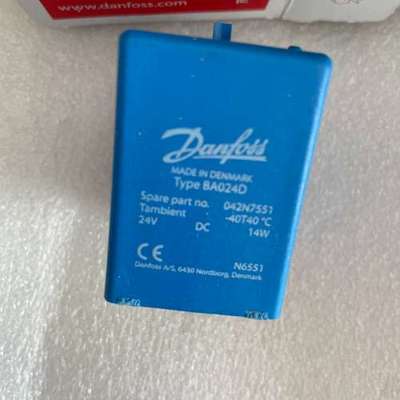 www.danfoss.com
Danfoss
MADE IN DENMARK
Type BA024D
Spare part no. 042N7551
Tambient -40T40 °C
24V DC 14W
CE N6551
Danfoss A/S, 6430 Nordborg, Denmark